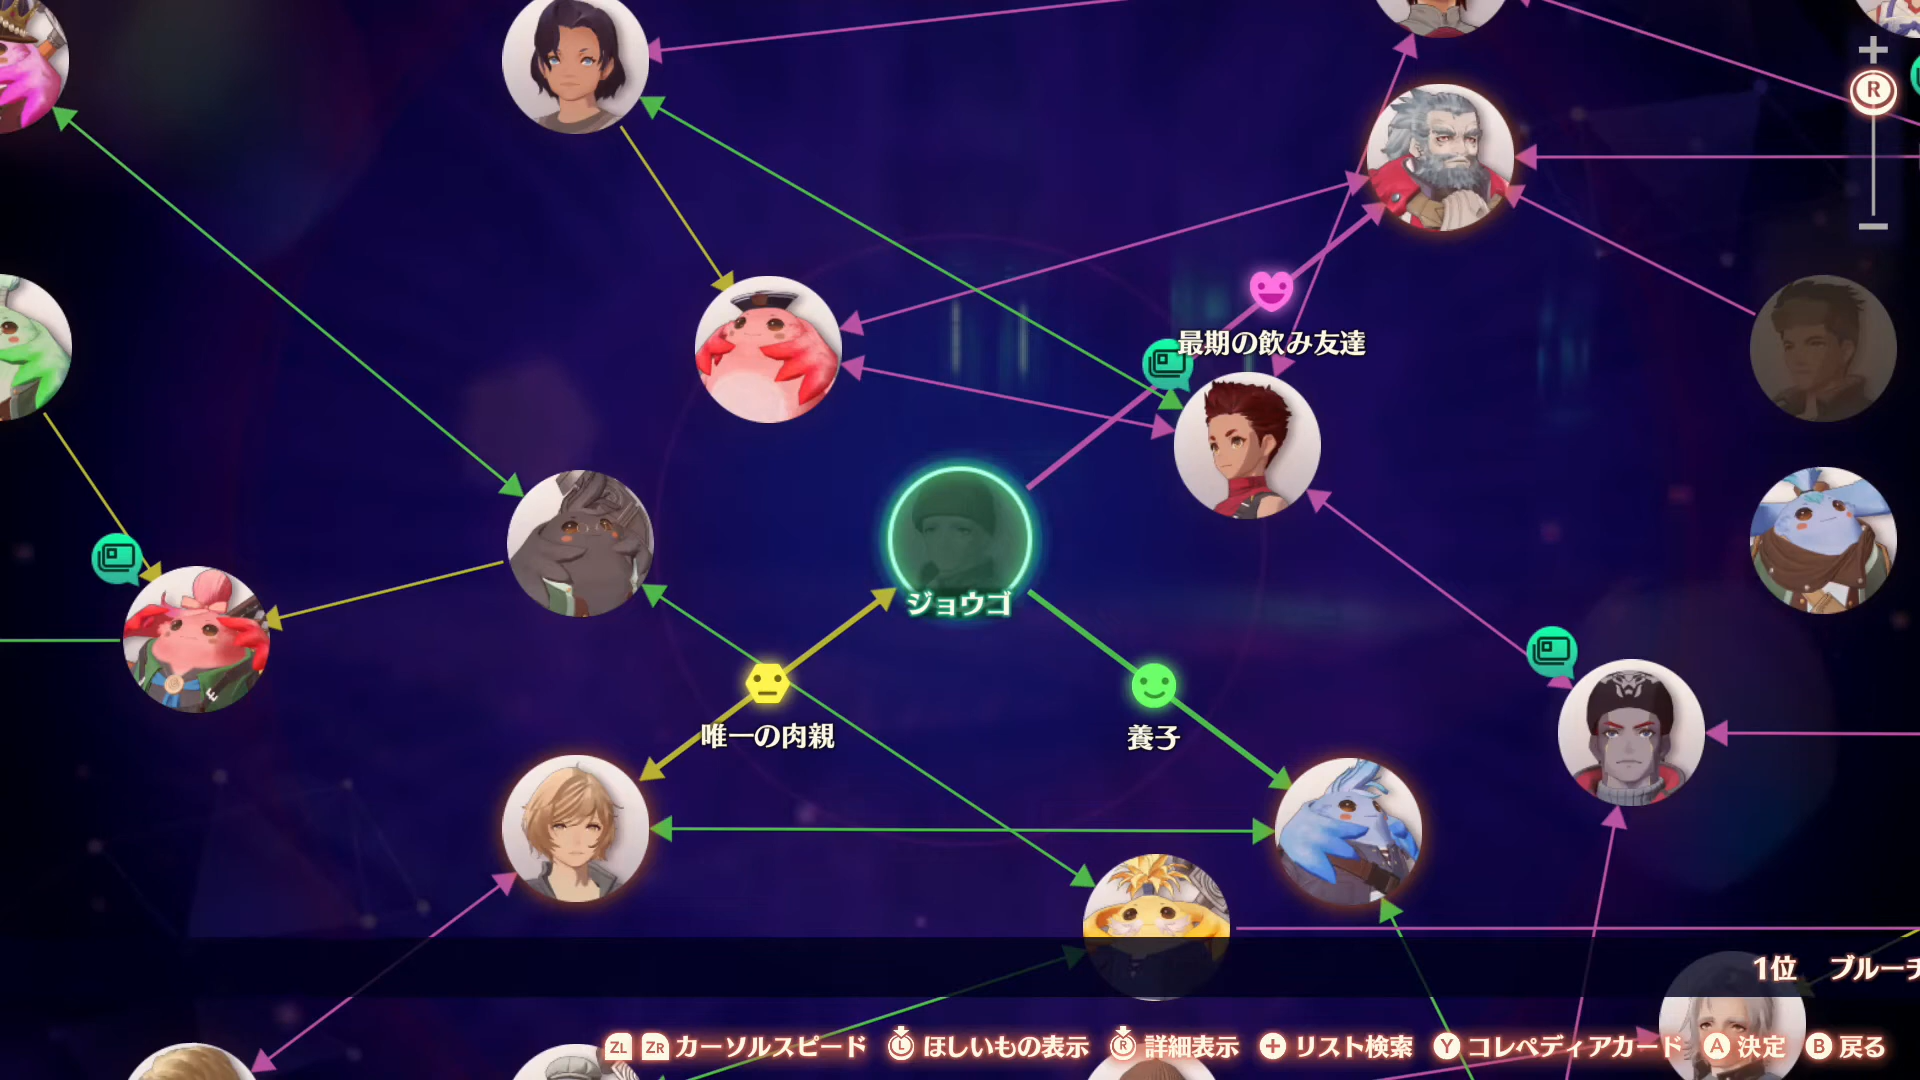 R
最期の飲み友達
ジョウゴ
唯一の肉親
養子
1位 ブルーチ
ZL ZR カーソルスピード L ほしいもの表示 R 詳細表示 + リスト検索 Y コレペディアカード A 決定 B 戻る